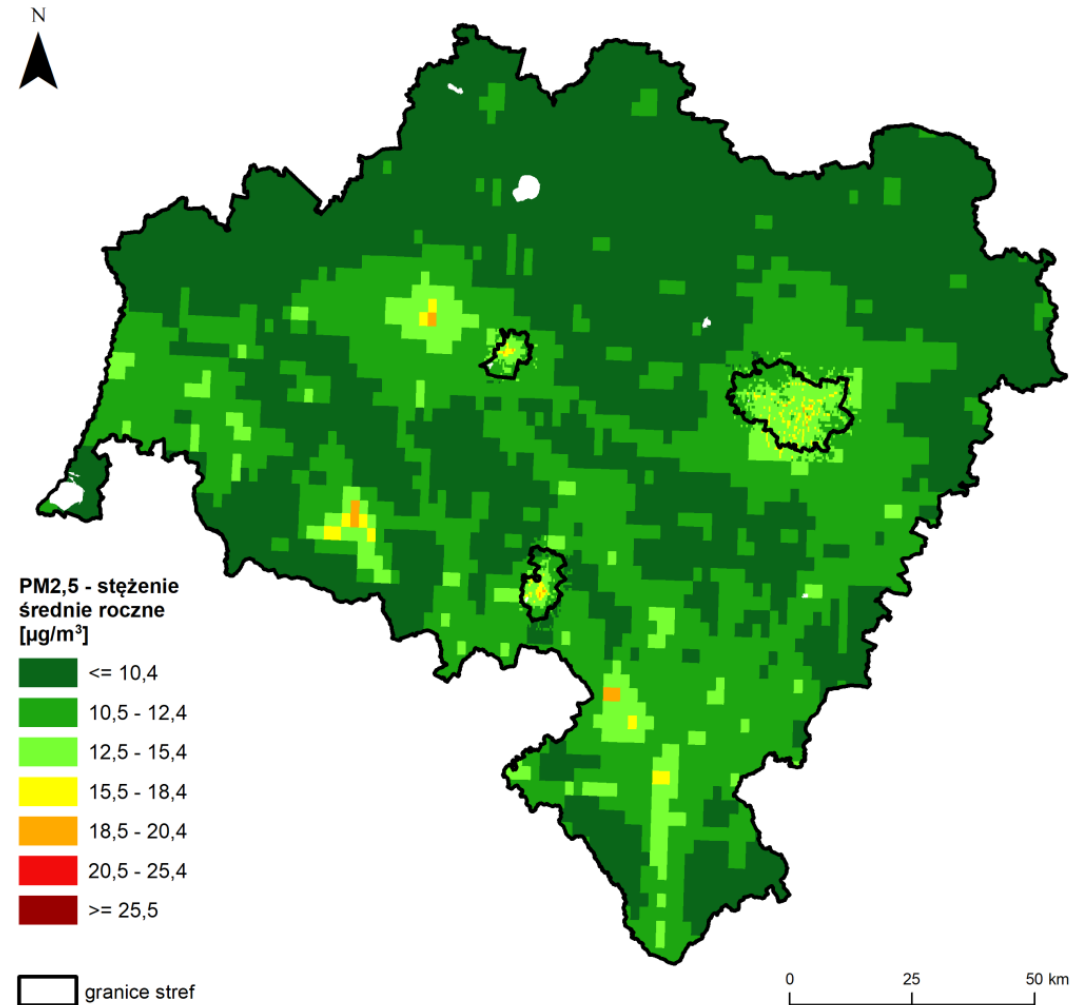 N
PM2,5 - stężenie
średnie roczne
[µg/m³]
<= 10,4
10,5 - 12,4
12,5 - 15,4
15,5 - 18,4
18,5 - 20,4
20,5 - 25,4
>= 25,5
granice stref
0 25 50 km